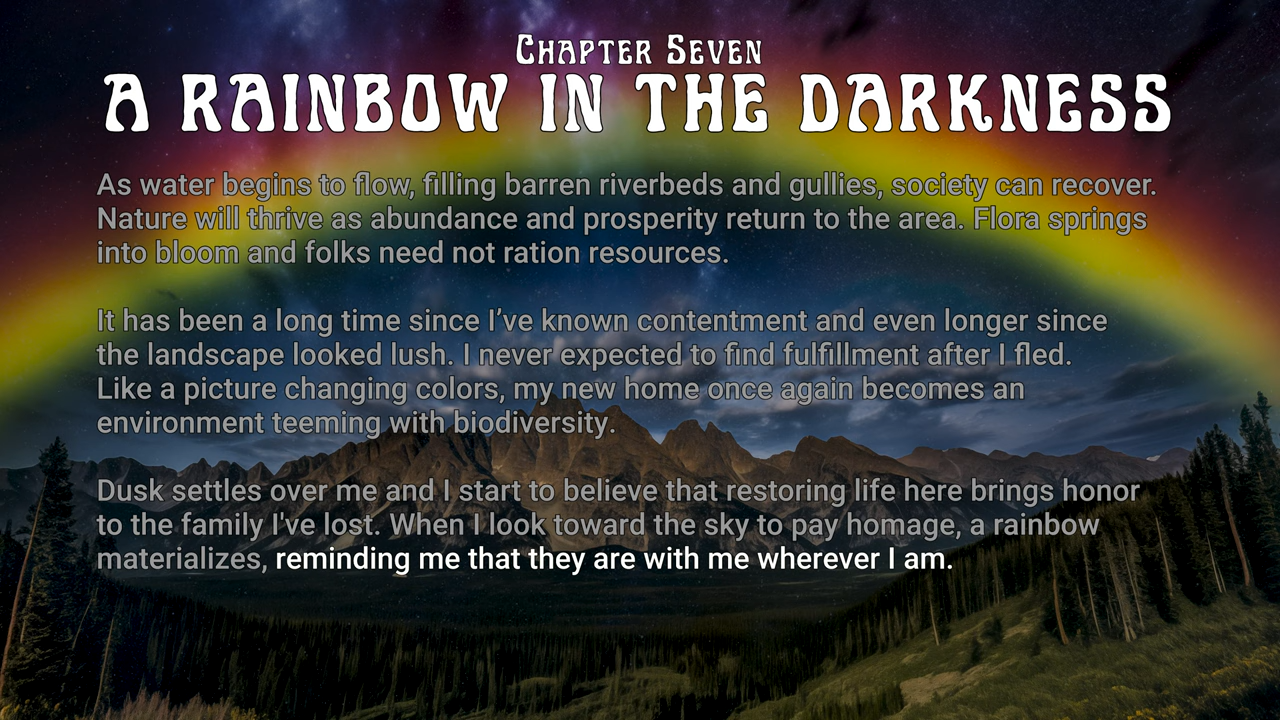 Chapter Seven
A RAINBOW IN THE DARKNESS
As water begins to flow, filling barren riverbeds and gullies, society can recover.
Nature will thrive as abundance and prosperity return to the area. Flora springs
into bloom and folks need not ration resources.
It has been a long time since I’ve known contentment and even longer since
the landscape looked lush. I never expected to find fulfillment after I fled.
Like a picture changing colors, my new home once again becomes an
environment teeming with biodiversity.
Dusk settles over me and I start to believe that restoring life here brings honor
to the family I've lost. When I look toward the sky to pay homage, a rainbow
materializes, reminding me that they are with me wherever I am.